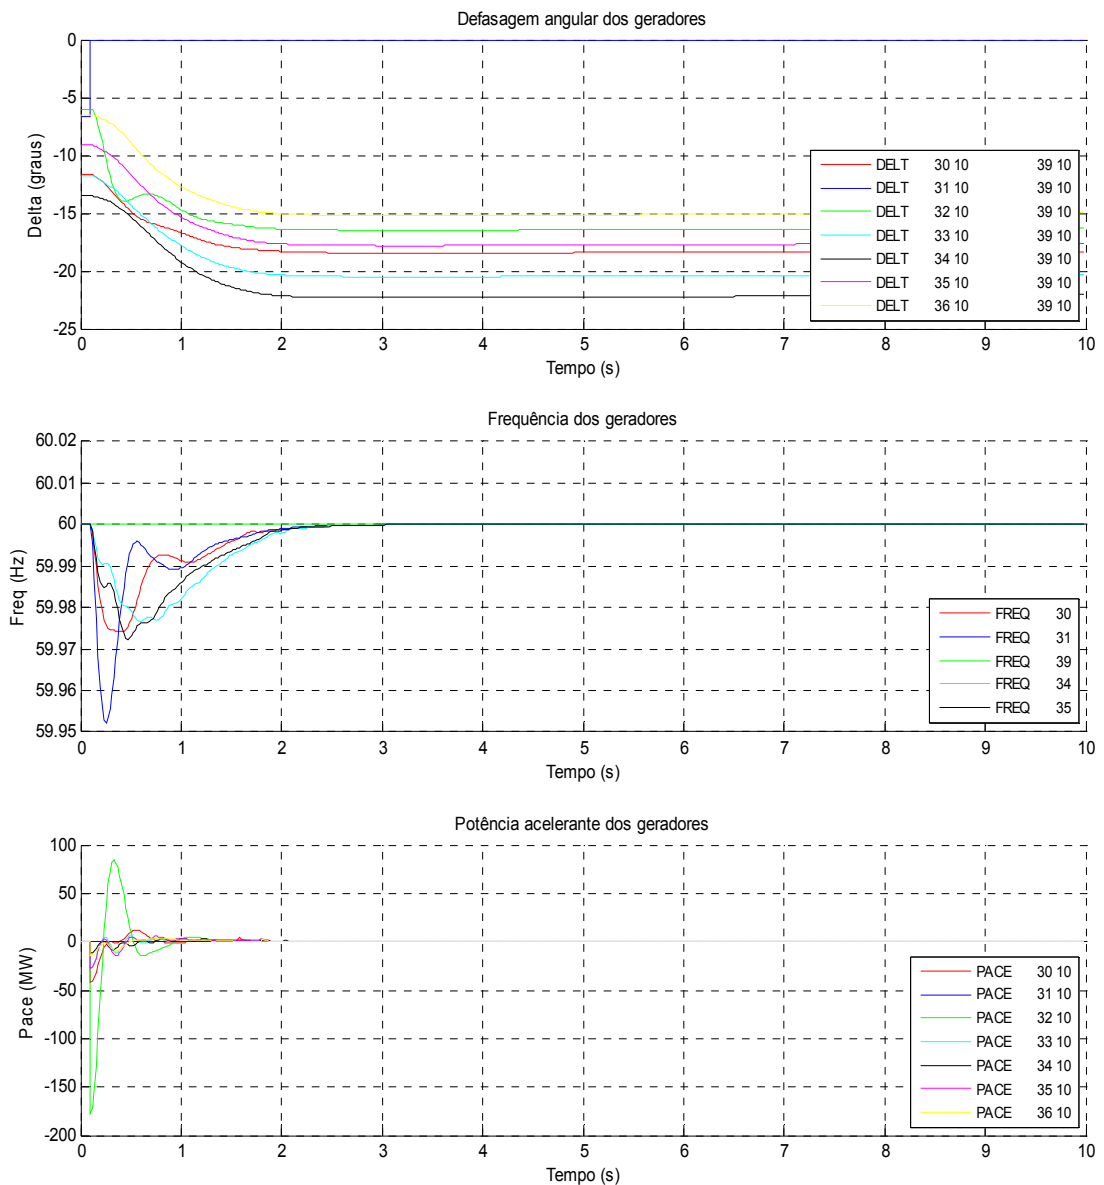 Defasagem angular dos geradores
Delta (graus)
0
-5
-10
-15
-20
-25
0 1 2 3 4 5 6 7 8 9 10
Tempo (s)
DELT 30 10 39 10
DELT 31 10 39 10
DELT 32 10 39 10
DELT 33 10 39 10
DELT 34 10 39 10
DELT 35 10 39 10
DELT 36 10 39 10
Frequência dos geradores
Freq (Hz)
60.02
60.01
60
59.99
59.98
59.97
59.96
59.95
0 1 2 3 4 5 6 7 8 9 10
Tempo (s)
FREQ 30
FREQ 31
FREQ 39
FREQ 34
FREQ 35
Potência acelerante dos geradores
Pace (MW)
100
50
0
-50
-100
-150
-200
0 1 2 3 4 5 6 7 8 9 10
Tempo (s)
PACE 30 10
PACE 31 10
PACE 32 10
PACE 33 10
PACE 34 10
PACE 35 10
PACE 36 10